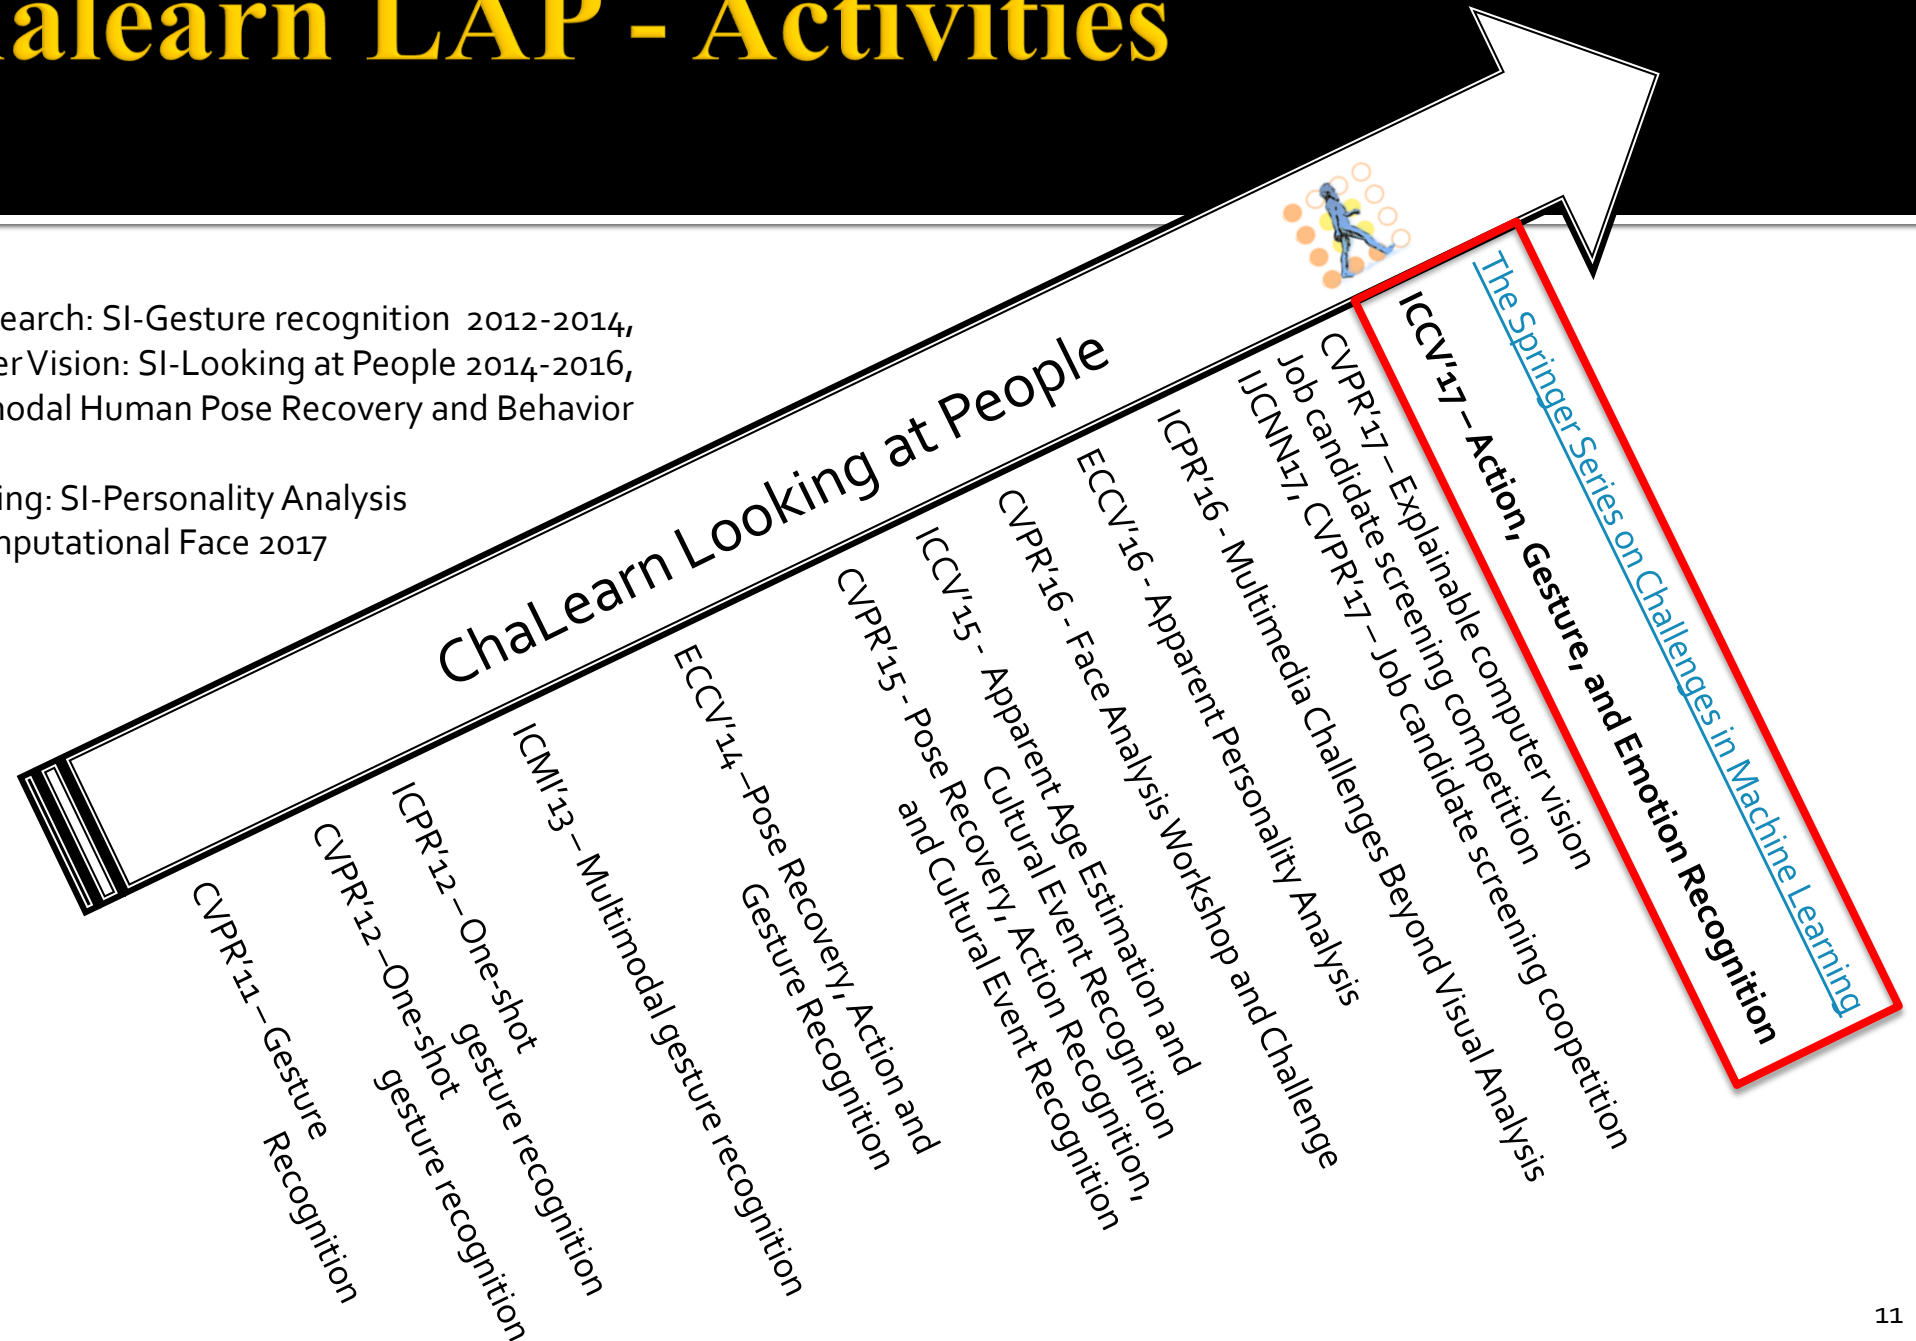 alearn LAP - Activities
earch: SI-Gesture recognition 2012-2014,
er Vision: SI-Looking at People 2014-2016,
nodal Human Pose Recovery and Behavior
ing: SI-Personality Analysis
nputational Face 2017
ChaLearn Looking at People
CVPR'11 – Gesture
Recognition
CVPR'12 –One-shot
gesture recognition
ICPR'12 – One-shot
gesture recognition
ICMI'13 – Multimodal gesture recognition
ECCV'14 –Pose Recovery, Action and
Gesture Recognition
CVPR'15 - Pose Recovery, Action Recognition,
and Cultural Event Recognition
ICCV'15 - Apparent Age Estimation and
Cultural Event Recognition
CVPR'16 - Face Analysis Workshop and Challenge
ECCV'16 - Apparent Personality Analysis
ICPR'16 - Multimedia Challenges Beyond Visual Analysis
IJCNN17, CVPR'17 – Job candidate screening coopetition
CVPR'17 – Explainable computer vision
Job candidate screening competition
ICCV'17 – Action, Gesture, and Emotion Recognition
The Springer Series on Challenges in Machine Learning
11